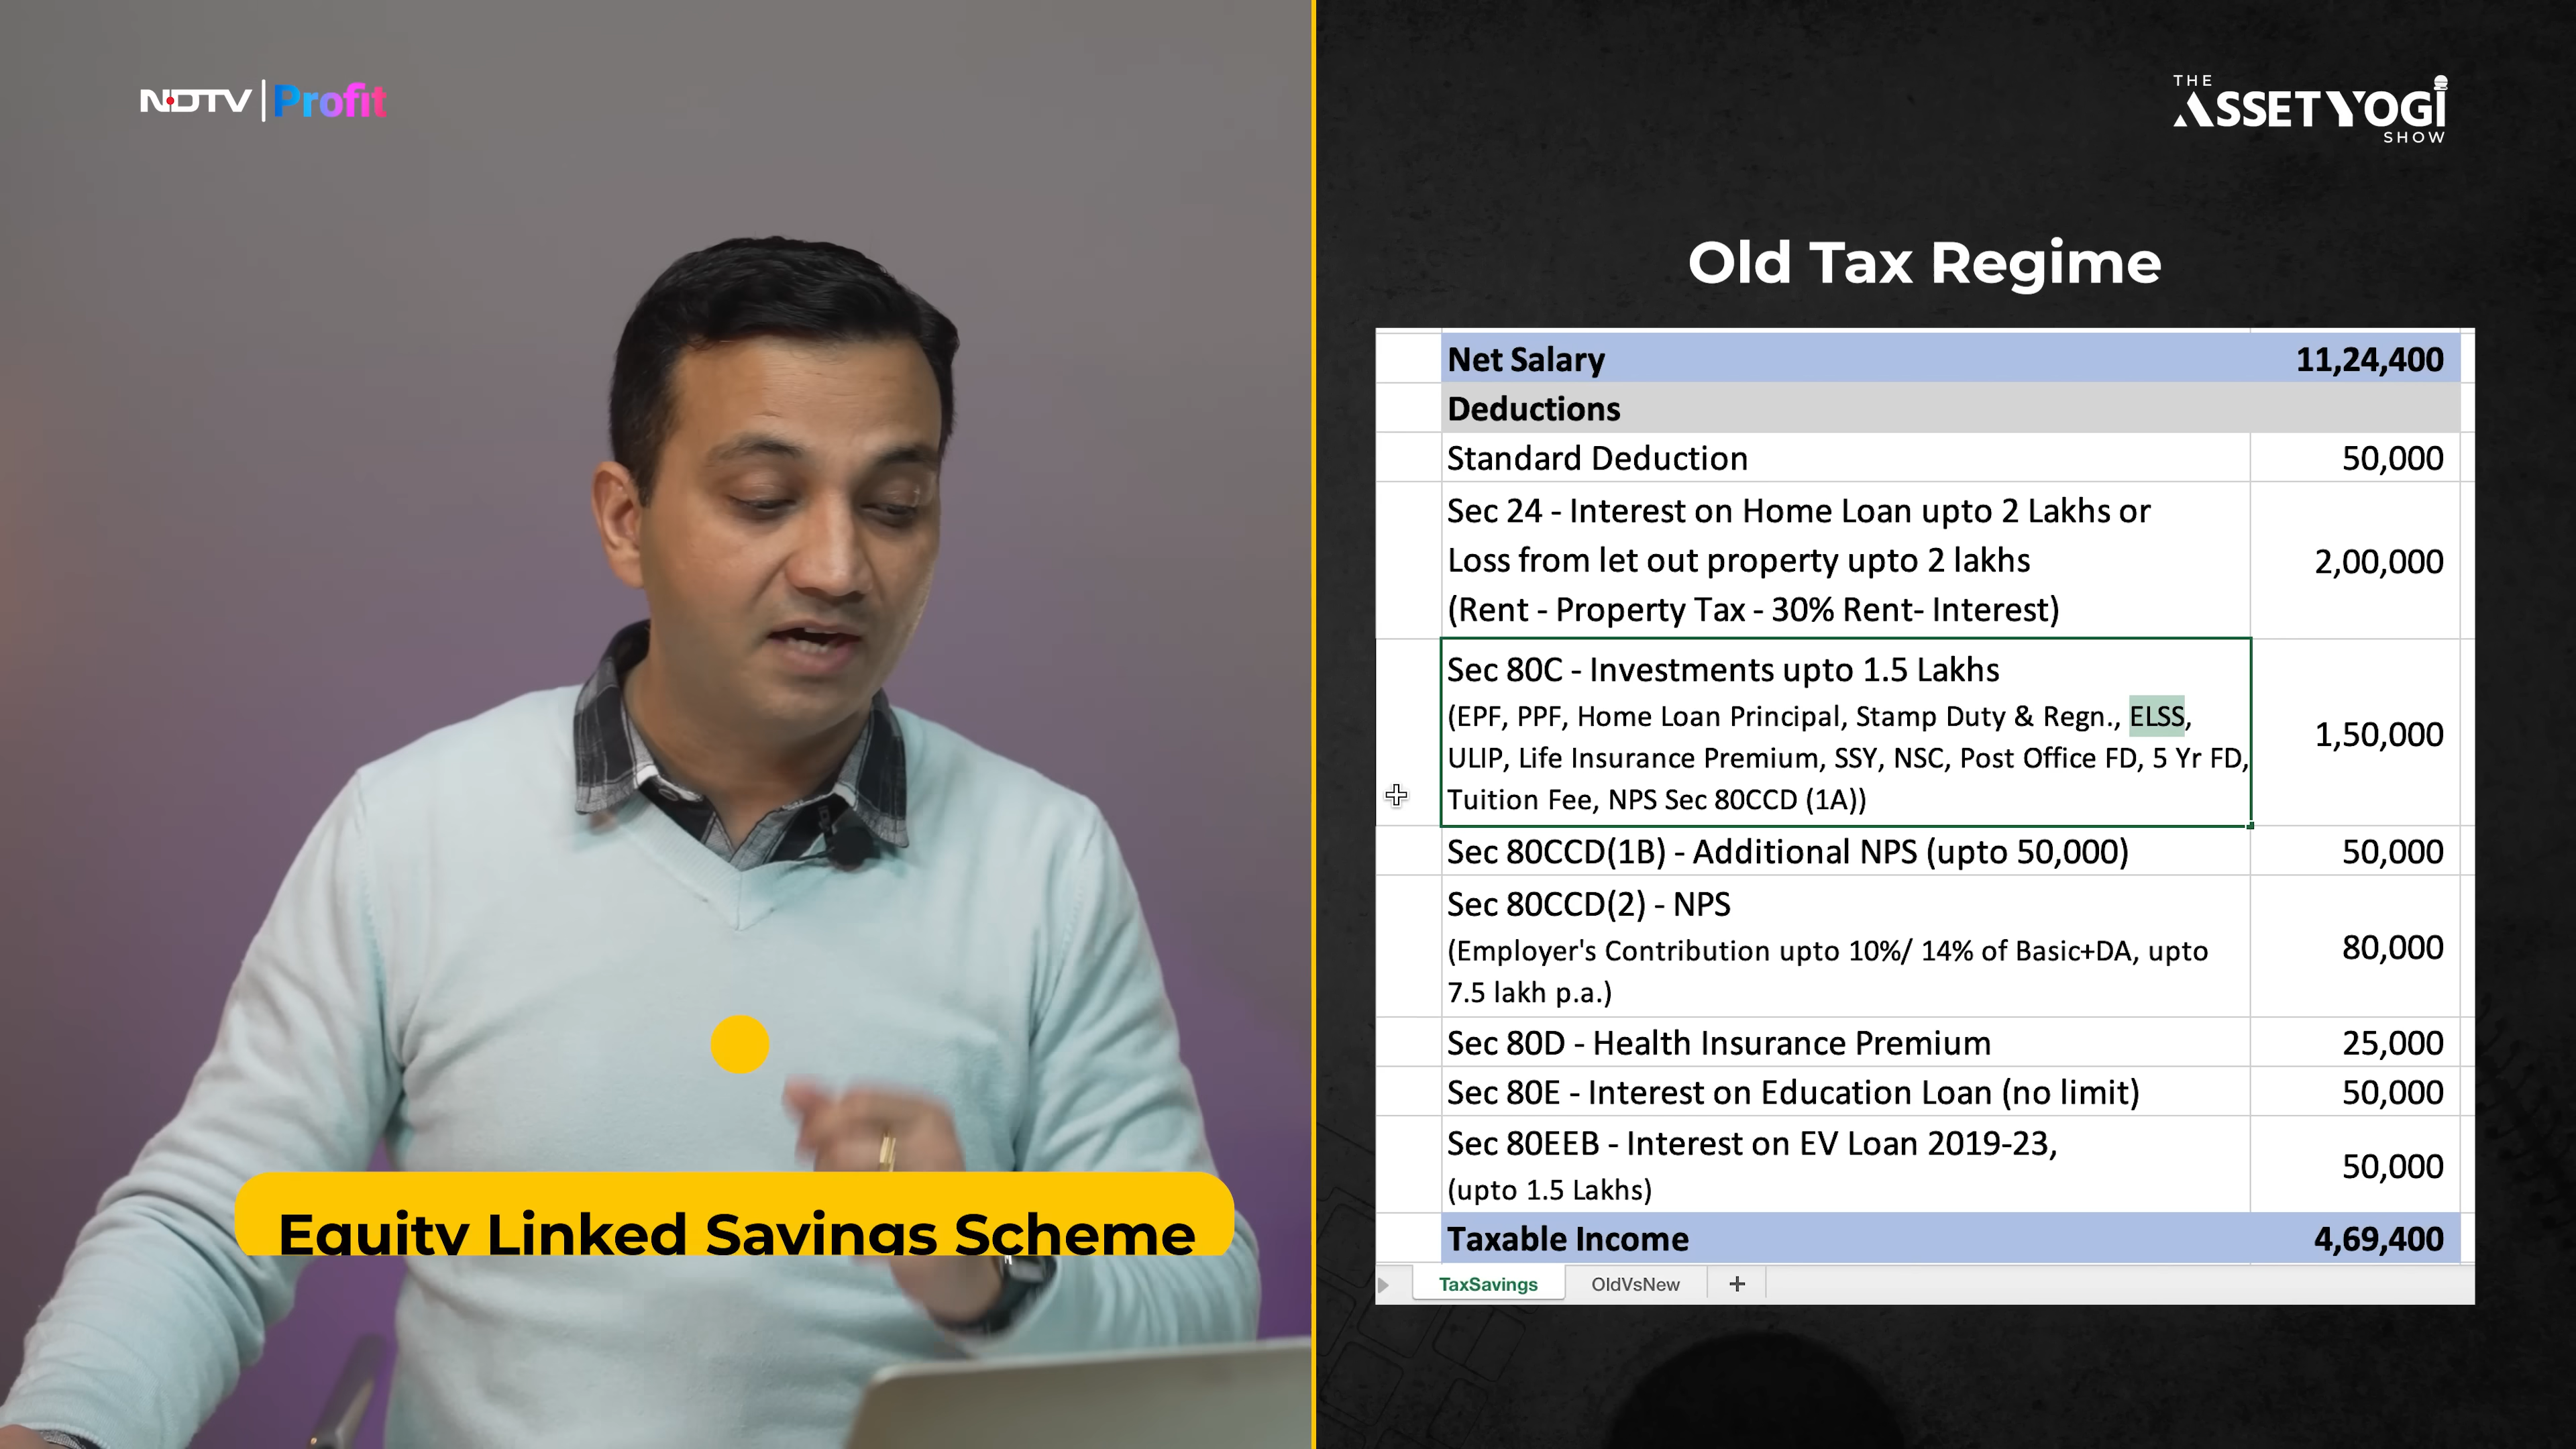 NDTV | Profit
THE
ASSET YOGI
SHOW
Old Tax Regime
Net Salary 11,24,400
Deductions
Standard Deduction 50,000
Sec 24 - Interest on Home Loan upto 2 Lakhs or
Loss from let out property upto 2 lakhs 2,00,000
(Rent - Property Tax - 30% Rent- Interest)
Sec 80C - Investments upto 1.5 Lakhs
(EPF, PPF, Home Loan Principal, Stamp Duty & Regn., ELSS,
1,50,000
ULIP, Life Insurance Premium, SSY, NSC, Post Office FD, 5 Yr FD,
Tuition Fee, NPS Sec 80CCD (1A))
Sec 80CCD(1B) - Additional NPS (upto 50,000) 50,000
Sec 80CCD(2) - NPS
(Employer's Contribution upto 10%/ 14% of Basic+DA, upto 80,000
7.5 lakh p.a.)
Sec 80D - Health Insurance Premium 25,000
Sec 80E - Interest on Education Loan (no limit) 50,000
Sec 80EEB - Interest on EV Loan 2019-23,
50,000
(upto 1.5 Lakhs)
Taxable Income 4,69,400
TaxSavings OldVsNew +
Equity Linked Savings Scheme